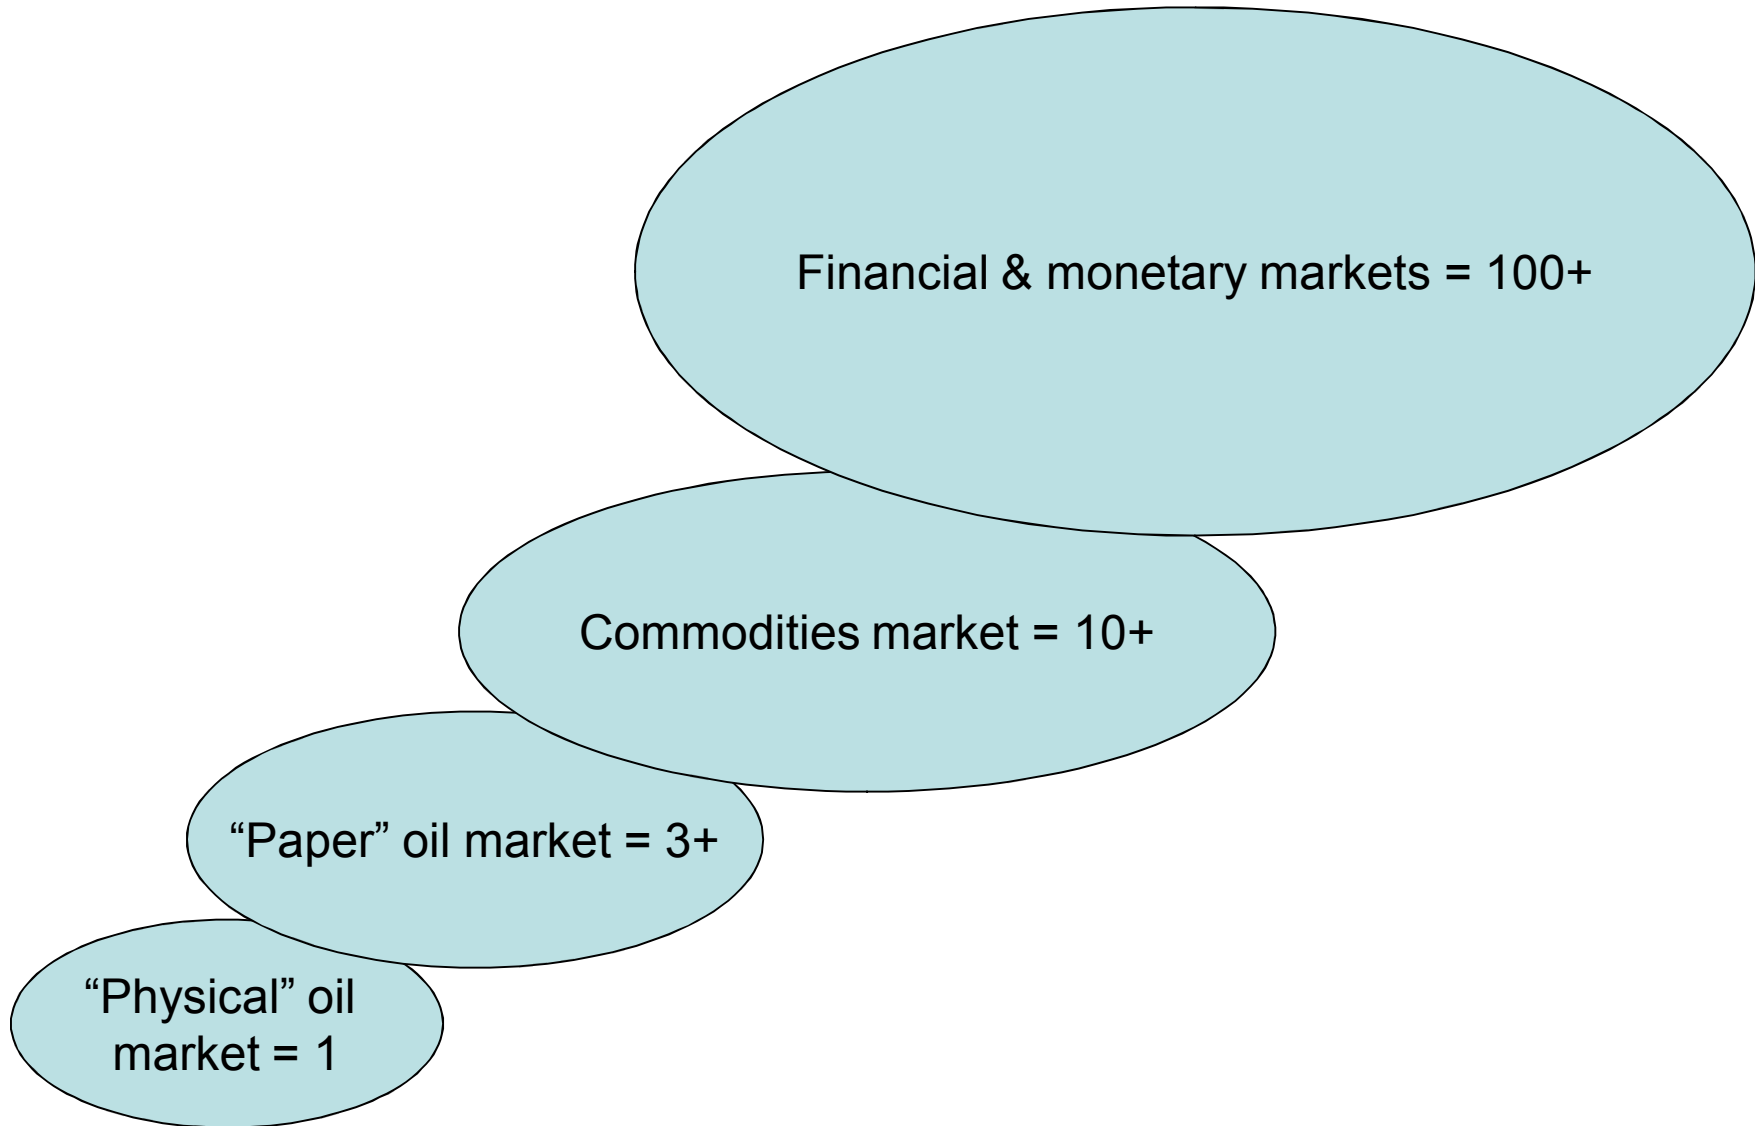 Financial & monetary markets = 100+
Commodities market = 10+
“Paper” oil market = 3+
“Physical” oil
market = 1